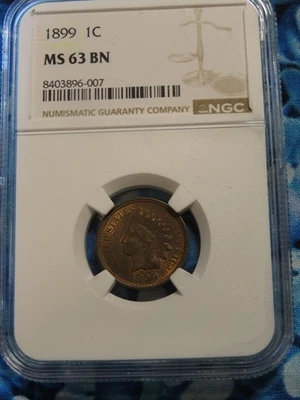 1899 1C
MS 63 BN
8403896-007
NUMISMATIC GUARANTY COMPANY
NGC